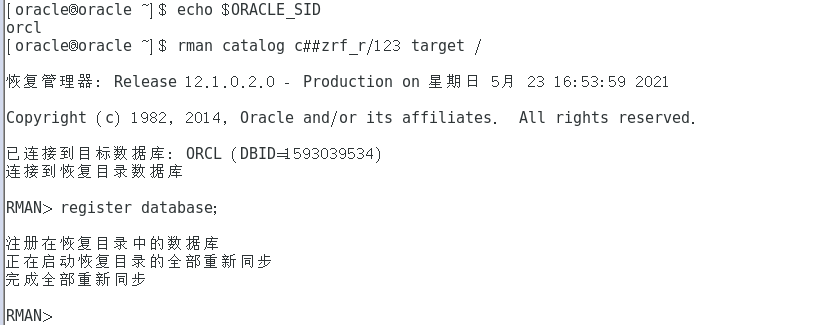 [oracle@oracle ~]$ echo $ORACLE_SID
orcl
[oracle@oracle ~]$ rman catalog c##zrf_r/123 target /
恢复管理器: Release 12.1.0.2.0 - Production on 星期日 5月 23 16:53:59 2021
Copyright (c) 1982, 2014, Oracle and/or its affiliates.  All rights reserved.
已连接到目标数据库: ORCL (DBID=1593039534)
连接到恢复目录数据库
RMAN> register database;
注册在恢复目录中的数据库
正在启动恢复目录的全部重新同步
完成全部重新同步
RMAN>